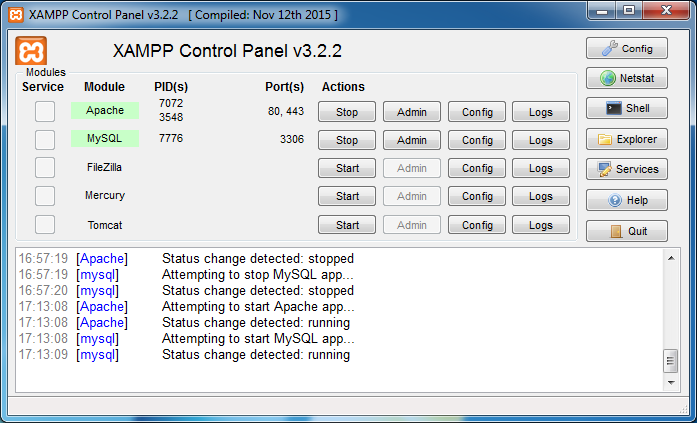 XAMPP Control Panel v3.2.2 [ Compiled: Nov 12th 2015 ]
XAMPP Control Panel v3.2.2
Config
Modules
Service Module PID(s) Port(s) Actions
Netstat
Apache 7072 3548 80, 443 Stop Admin Config Logs
Shell
MySQL 7776 3306 Stop Admin Config Logs
Explorer
FileZilla Start Admin Config Logs
Services
Mercury Start Admin Config Logs
Help
Tomcat Start Admin Config Logs
Quit
16:57:19 [Apache] Status change detected: stopped
16:57:19 [mysql] Attempting to stop MySQL app...
16:57:20 [mysql] Status change detected: stopped
17:13:08 [Apache] Attempting to start Apache app...
17:13:08 [Apache] Status change detected: running
17:13:08 [mysql] Attempting to start MySQL app...
17:13:09 [mysql] Status change detected: running